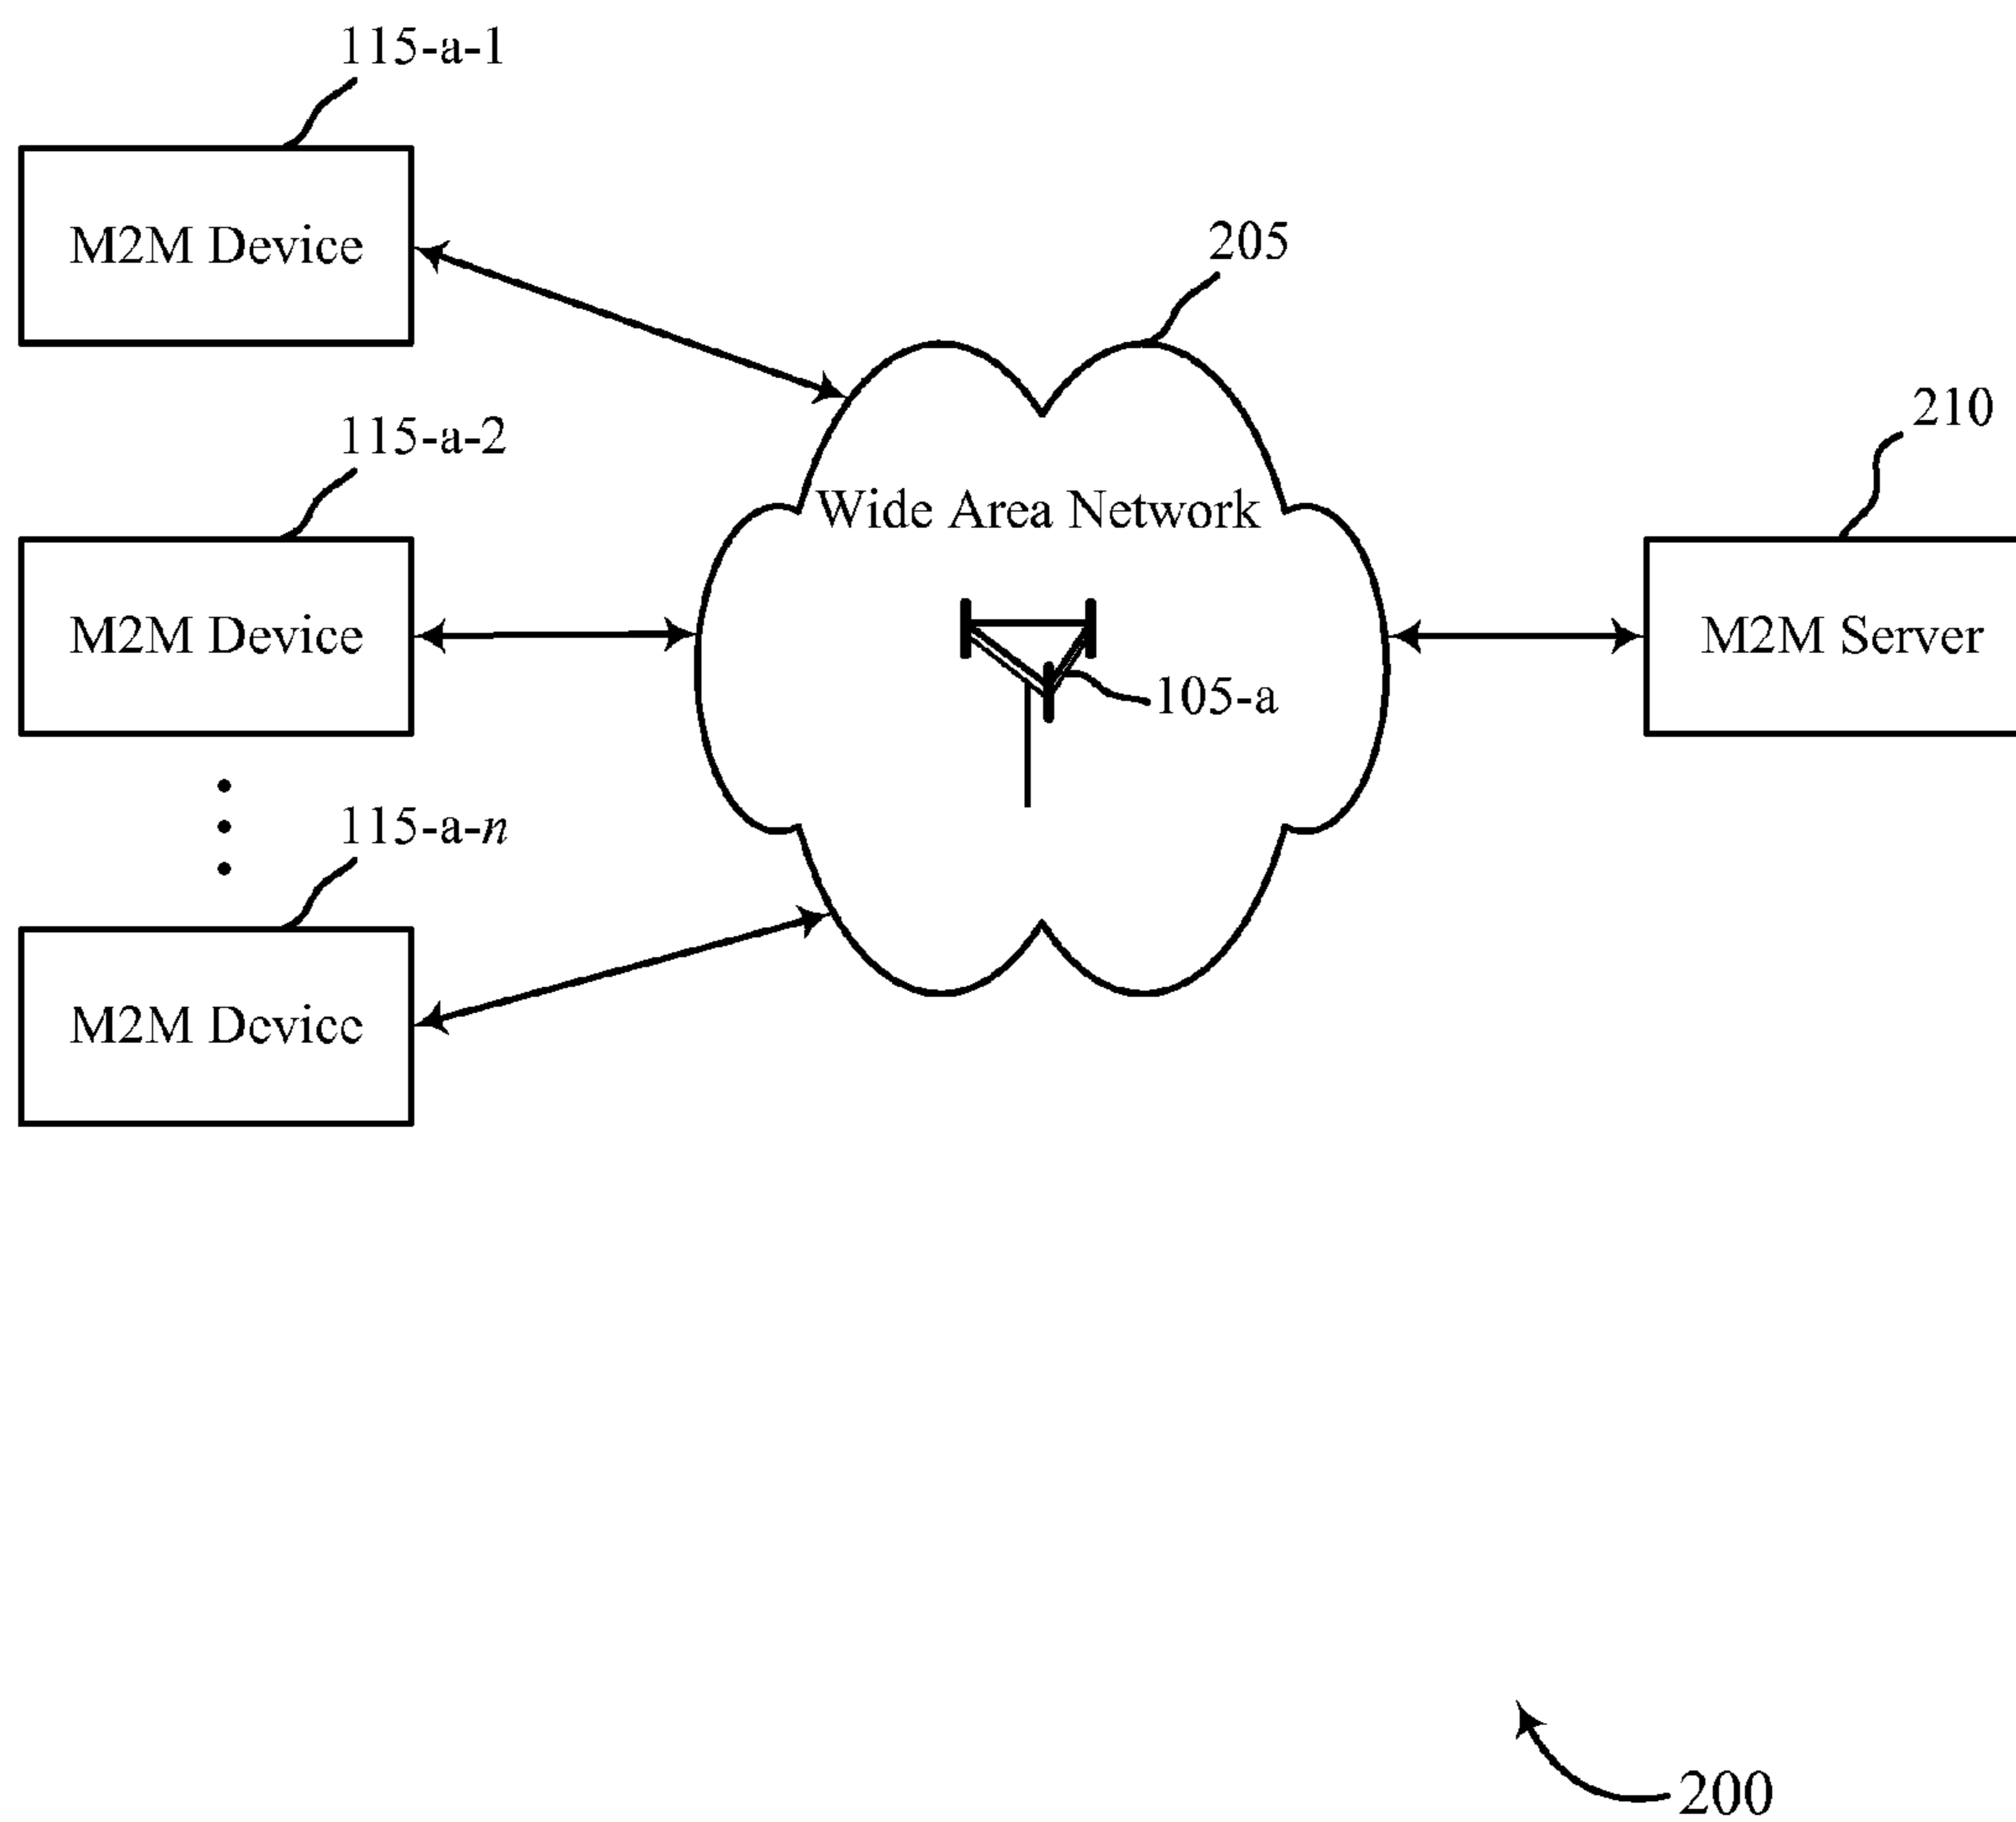 115-a-1
M2M Device
205
210
115-a-2
Wide Area Network
M2M Device
M2M Server
105-a
115-a-n
M2M Device
200